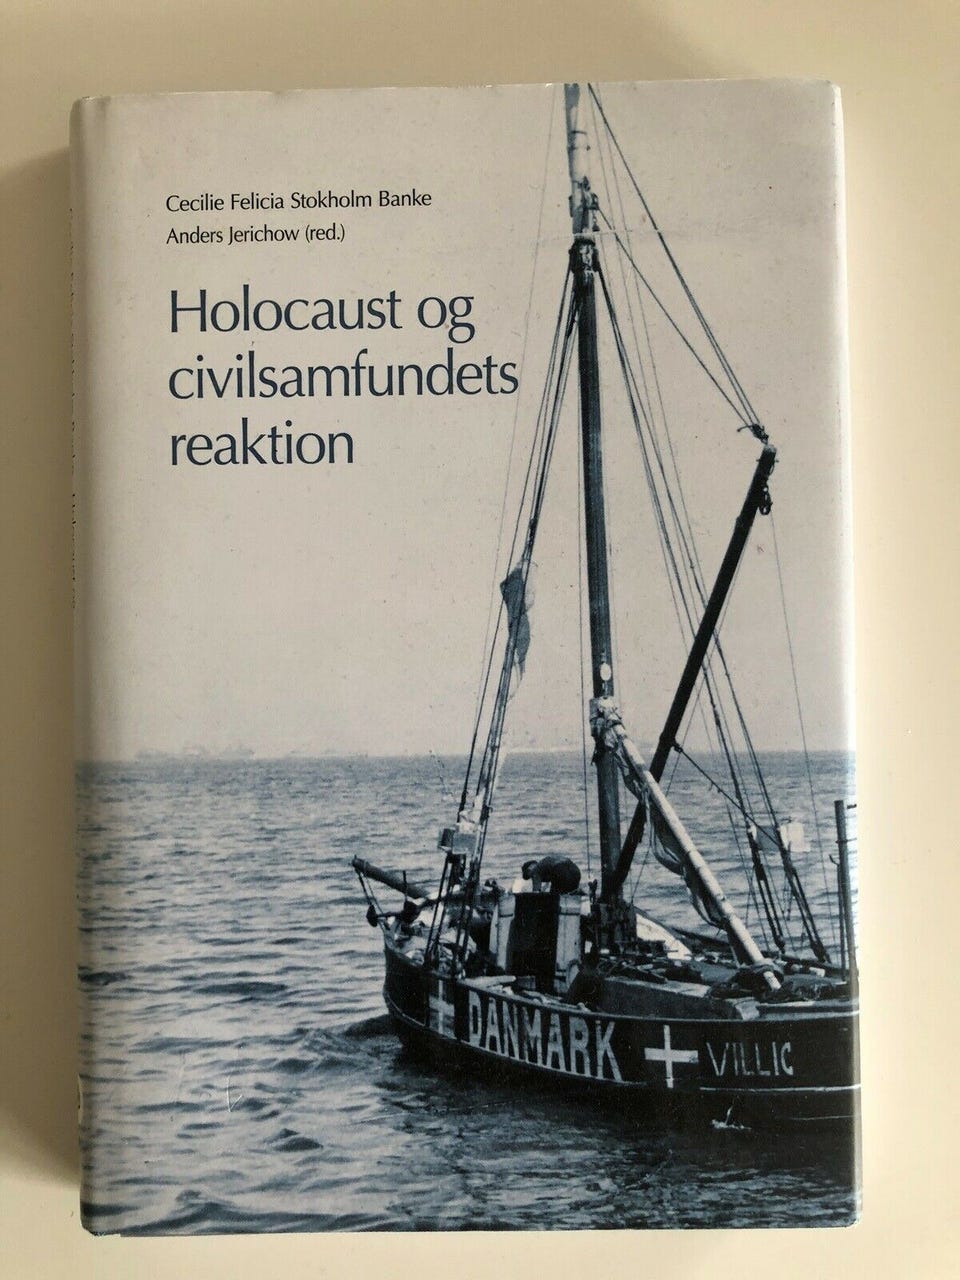 Cecilie Felicia Stokholm Banke
Anders Jerichow (red.)
Holocaust og
civilsamfundets
reaktion
DANMARK
VILLIC